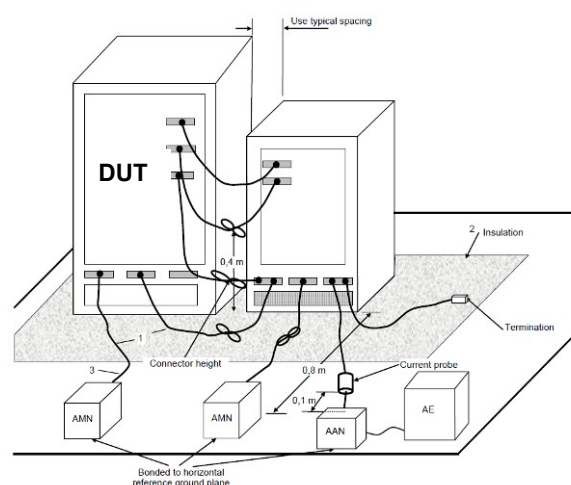 Use typical spacing
DUT
2
Insulation
0,4 m
Termination
1
Connector height
0,8 m
Current probe
3
0,1 m
AMN
AMN
AAN
AE
Bonded to horizontal
reference ground plane